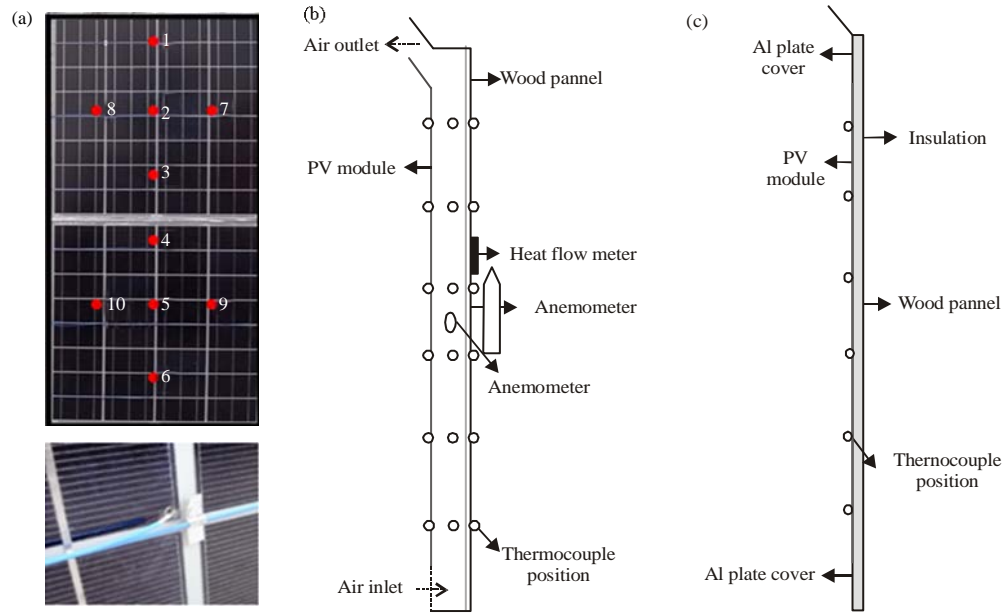 (a)
1
8
2
7
3
4
10
5
9
6
(b)
Air outlet
Wood pannel
PV module
Heat flow meter
Anemometer
Anemometer
Thermocouple
position
Air inlet
(c)
Al plate
cover
Insulation
PV
module
Wood pannel
Thernocouple
position
Al plate cover